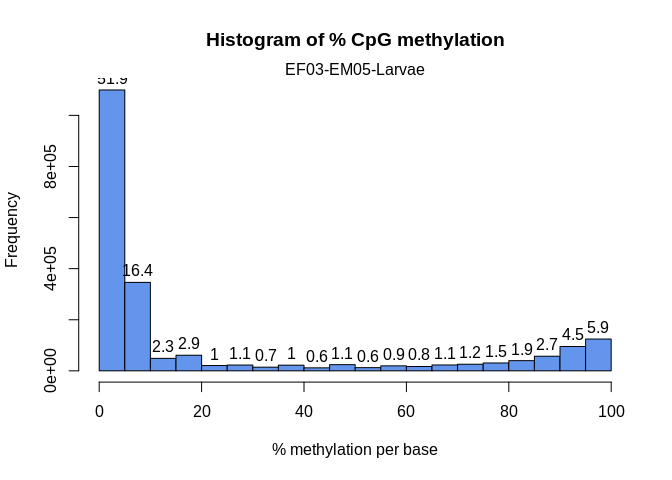 Histogram of % CpG methylation
EF03-EM05-Larvae
51.9
16.4
2.3 2.9 1 1.1 0.7 1 0.6 1.1 0.6 0.9 0.8 1.1 1.2 1.5 1.9 2.7 4.5 5.9
Frequency
8e+05
4e+05
0e+00
0 20 40 60 80 100
% methylation per base